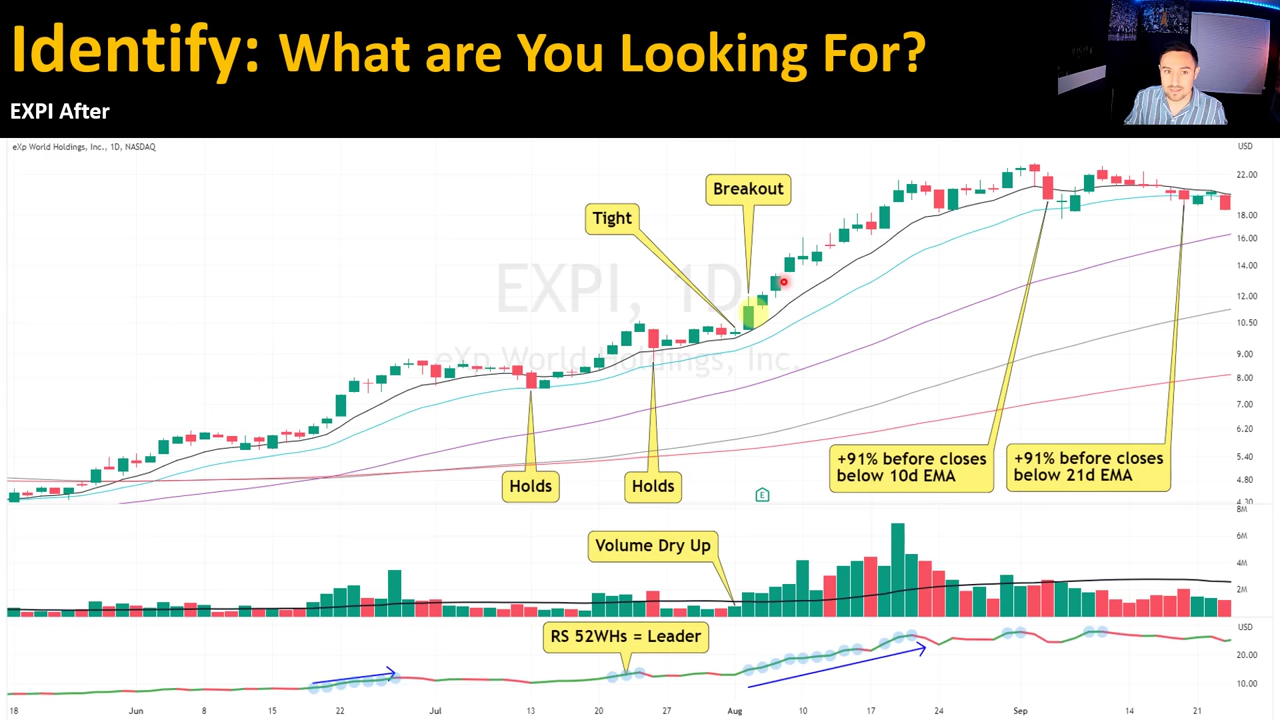 Identify: What are You Looking For?
EXPI After
eXp World Holdings, Inc., 1D, NASDAQ
USD
22.00
18.00
16.00
14.00
12.00
10.50
9.00
8.00
7.00
6.20
5.40
4.80
4.30
EXPI, 1D
eXp World Holdings, Inc.
Tight
Breakout
Holds
Holds
+91% before closes
below 10d EMA
+91% before closes
below 21d EMA
E
8M
6M
4M
2M
Volume Dry Up
RS 52WHs = Leader
USD
20.00
10.00
18
Jun
8
15
22
Jul
13
20
27
Aug
10
17
24
Sep
14
21